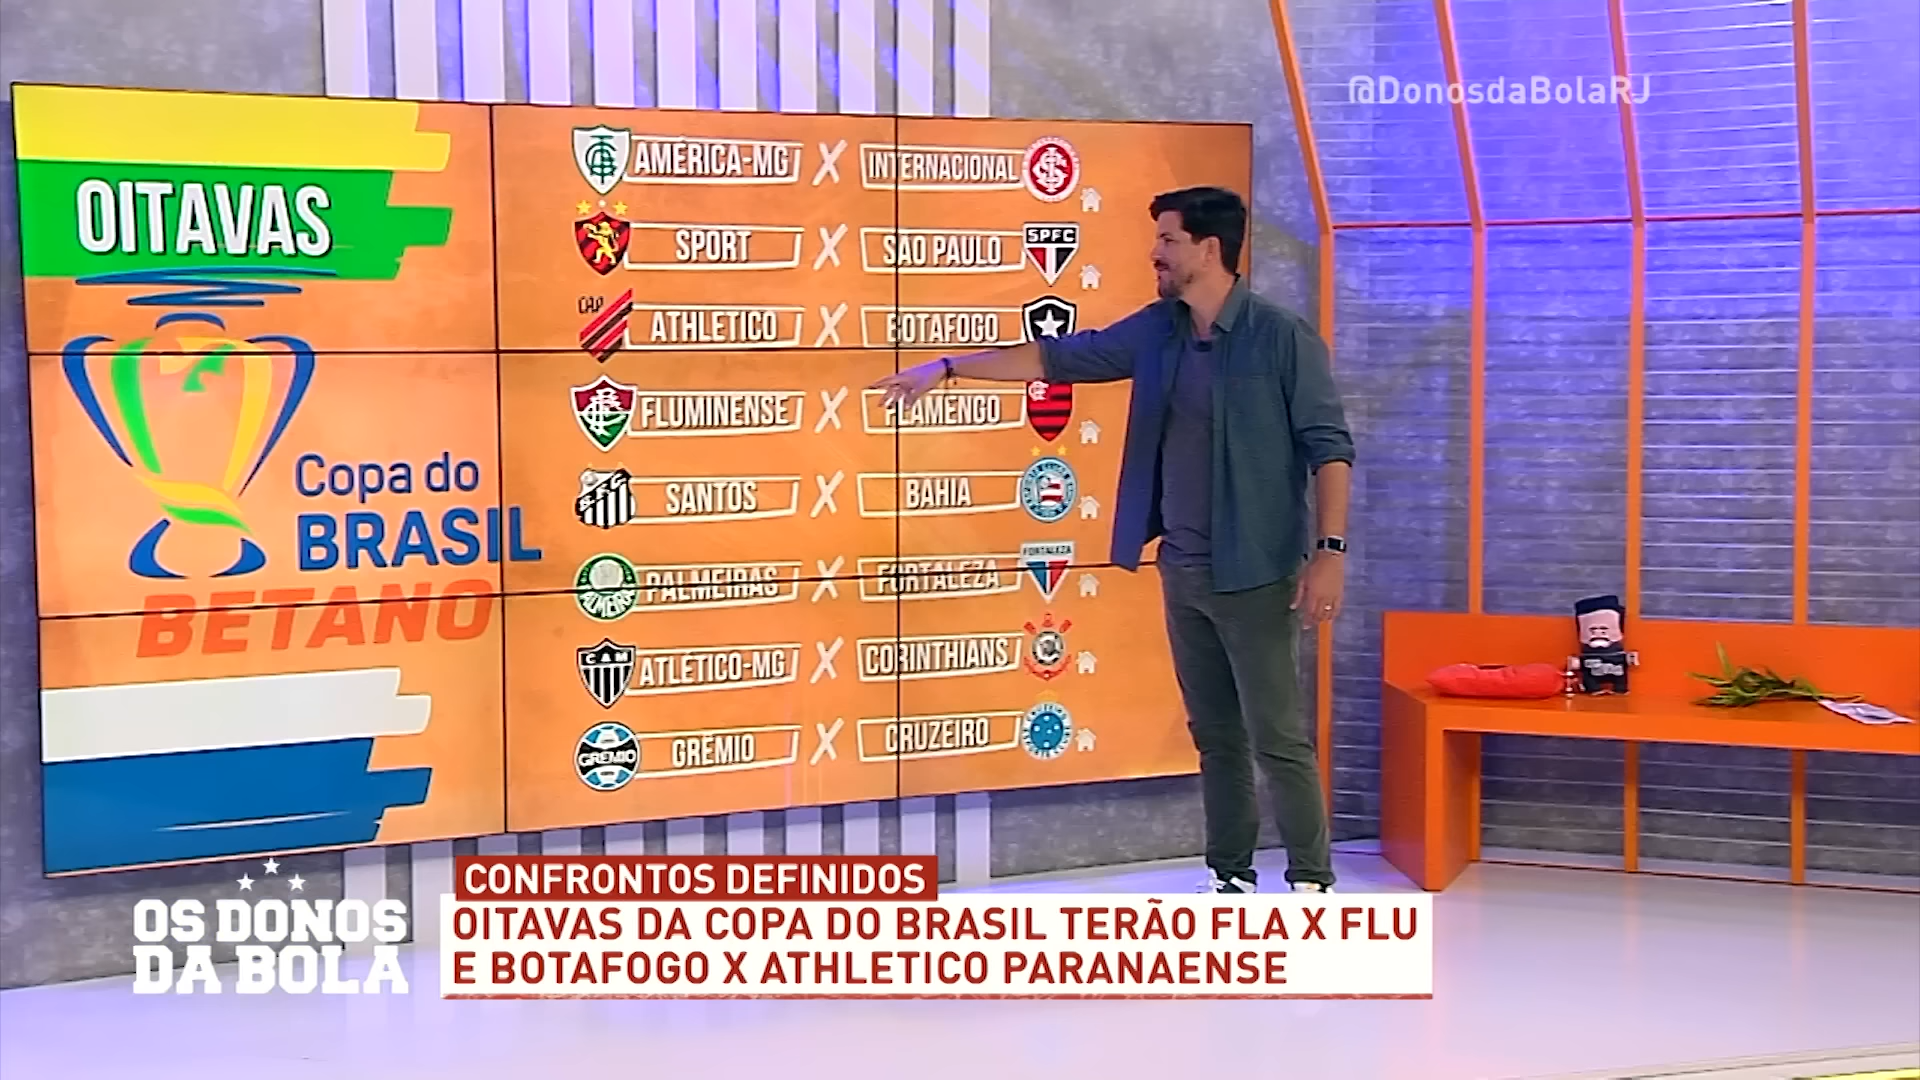 @DonosdaBolaRJ
OITAVAS
Copa do
BRASIL
BETANO
AMÉRICA-MG X INTERNACIONAL
SPORT X SÃO PAULO
SPFC
CAP
ATHLETICO X BOTAFOGO
FLUMINENSE X FLAMENGO
SANTOS X BAHIA
PALMEIRAS X FORTALEZA
FORTALEZA
CAM
ATLÉTICO-MG X CORINTHIANS
GRÊMIO X CRUZEIRO
GRÊMIO
CONFRONTOS DEFINIDOS
OS DONOS
DA BOLA
OITAVAS DA COPA DO BRASIL TERÃO FLA X FLU
E BOTAFOGO X ATHLETICO PARANAENSE